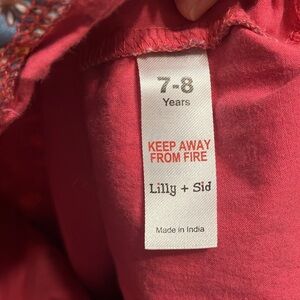 7-8
Years
KEEP AWAY
FROM FIRE
Lilly + Sid
Made in India